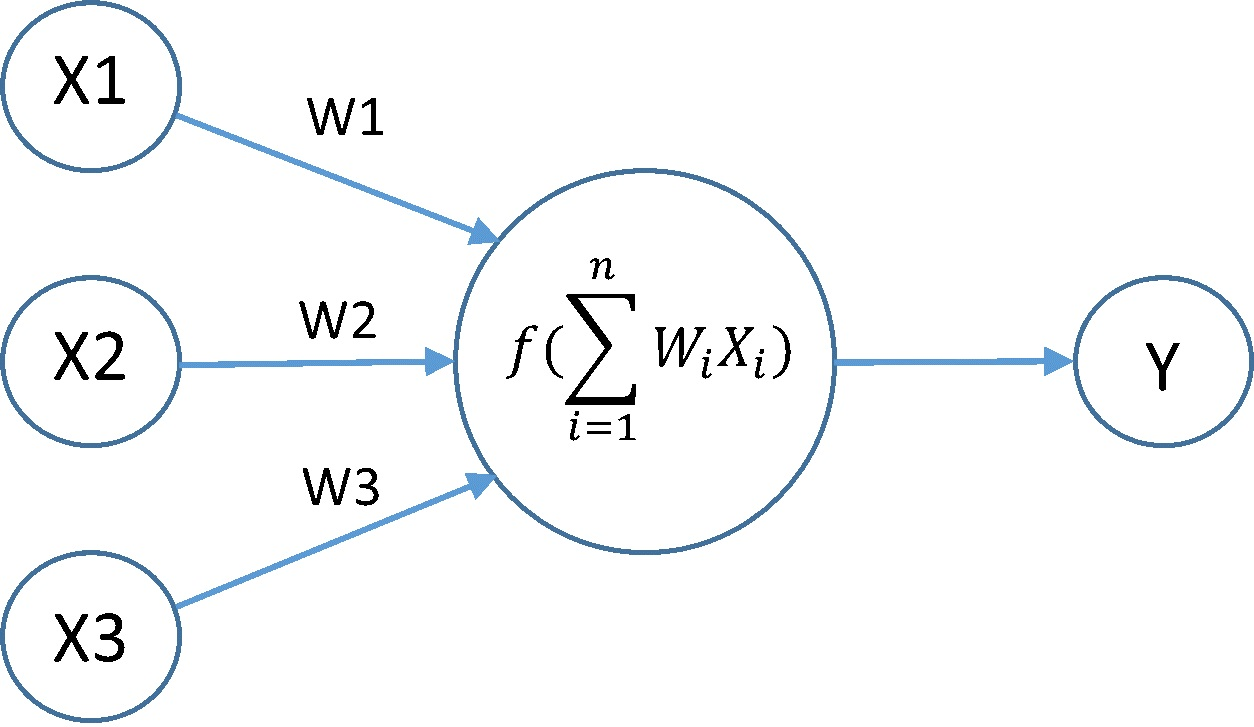 X1
W1
X2
W2
f(∑_{i=1}^{n} W_i X_i)
Y
W3
X3